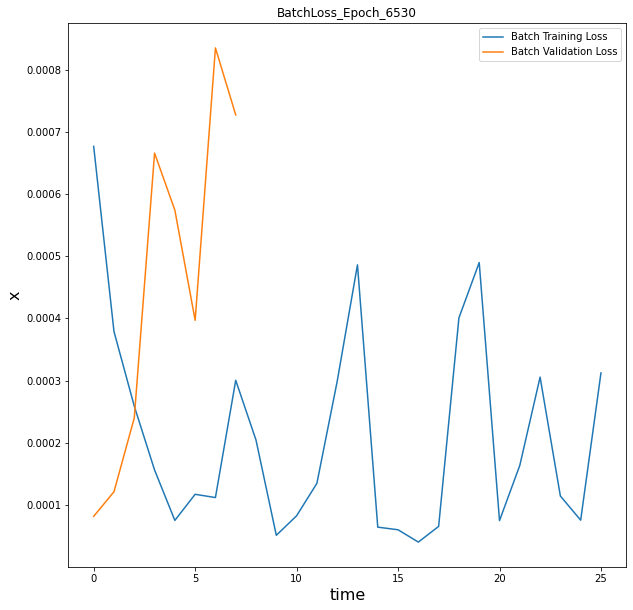 BatchLoss_Epoch_6530
Batch Training Loss
Batch Validation Loss
0.0008
0.0007
0.0006
0.0005
0.0004
0.0003
0.0002
0.0001
x
0 5 10 15 20 25
time